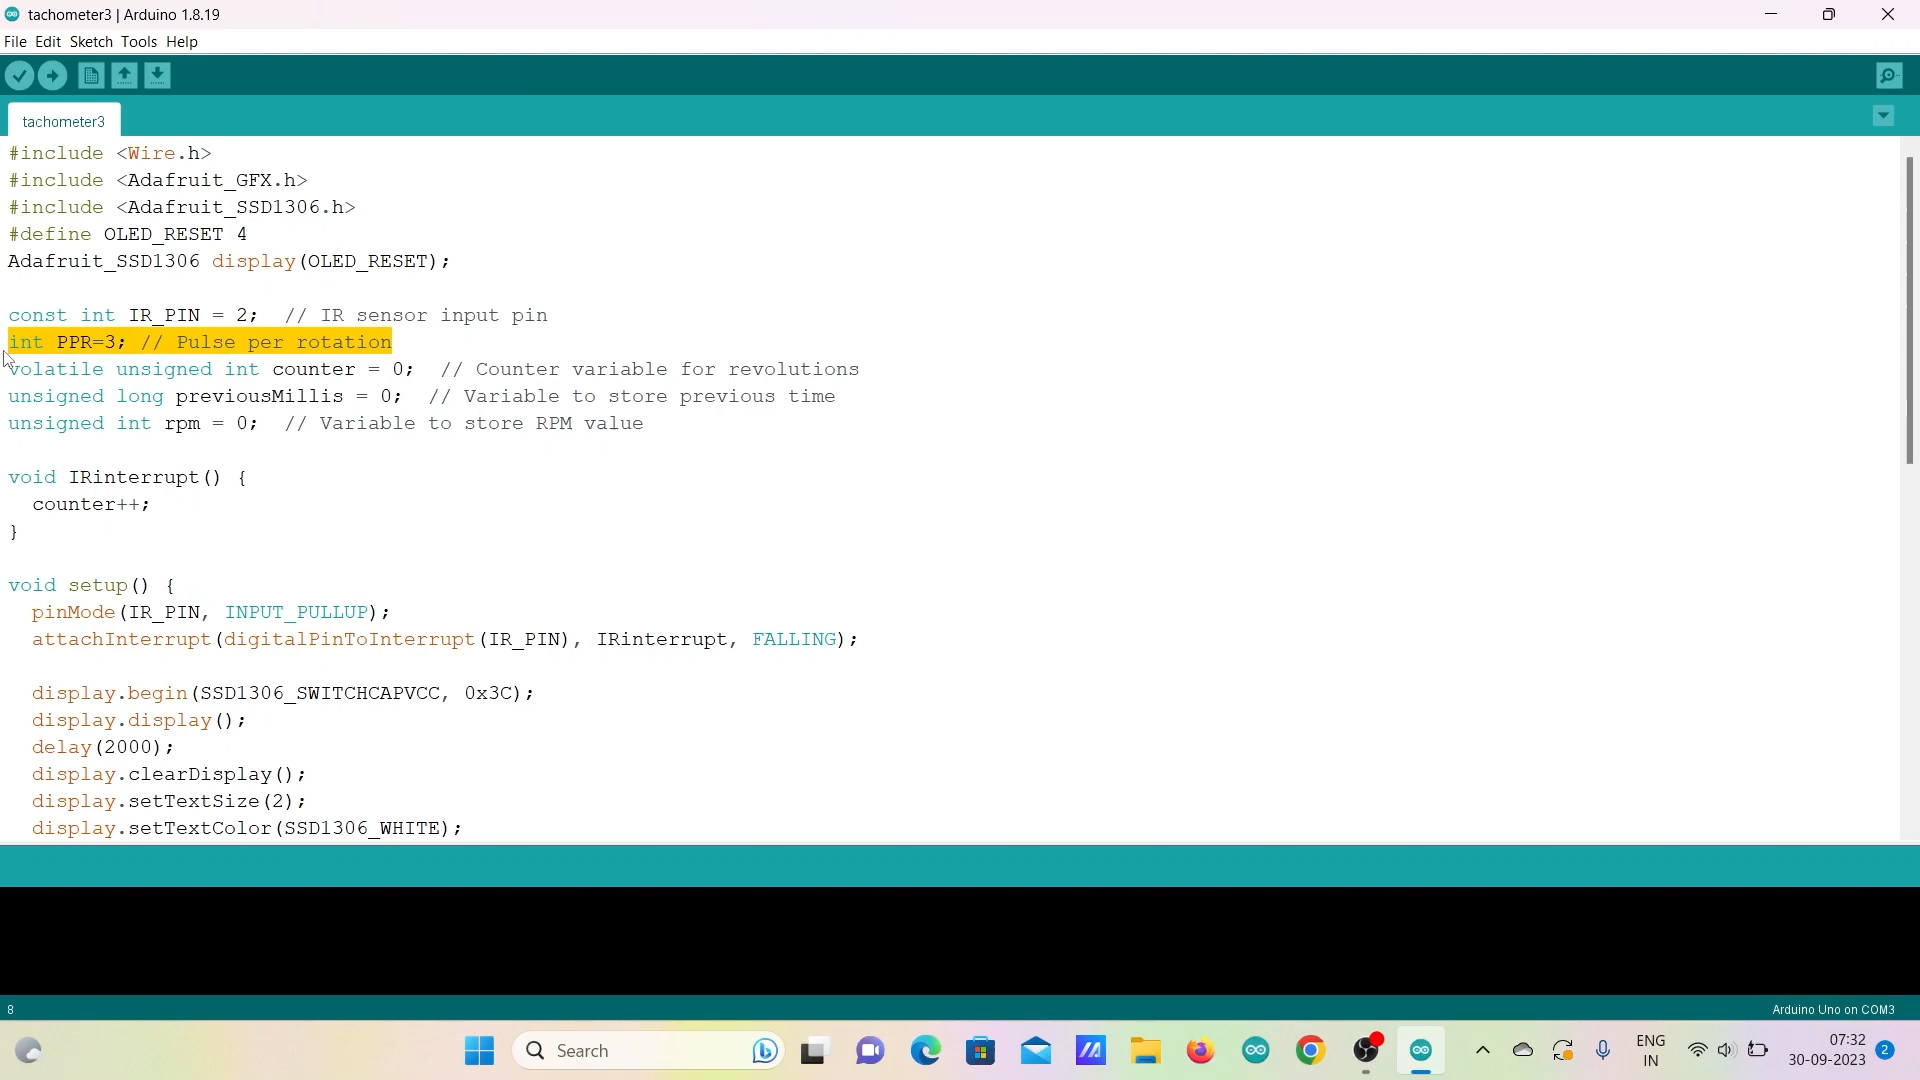 tachometer3 | Arduino 1.8.19
File Edit Sketch Tools Help
tachometer3
#include <Wire.h>
#include <Adafruit_GFX.h>
#include <Adafruit_SSD1306.h>
#define OLED_RESET 4
Adafruit_SSD1306 display(OLED_RESET);
const int IR_PIN = 2;  // IR sensor input pin
int PPR=3; // Pulse per rotation
volatile unsigned int counter = 0;  // Counter variable for revolutions
unsigned long previousMillis = 0;  // Variable to store previous time
unsigned int rpm = 0;  // Variable to store RPM value
void IRinterrupt() {
  counter++;
}
void setup() {
  pinMode(IR_PIN, INPUT_PULLUP);
  attachInterrupt(digitalPinToInterrupt(IR_PIN), IRinterrupt, FALLING);
  display.begin(SSD1306_SWITCHCAPVCC, 0x3C);
  display.display();
  delay(2000);
  display.clearDisplay();
  display.setTextSize(2);
  display.setTextColor(SSD1306_WHITE);
8
Arduino Uno on COM3
Search
ENG
IN
07:32
30-09-2023
2